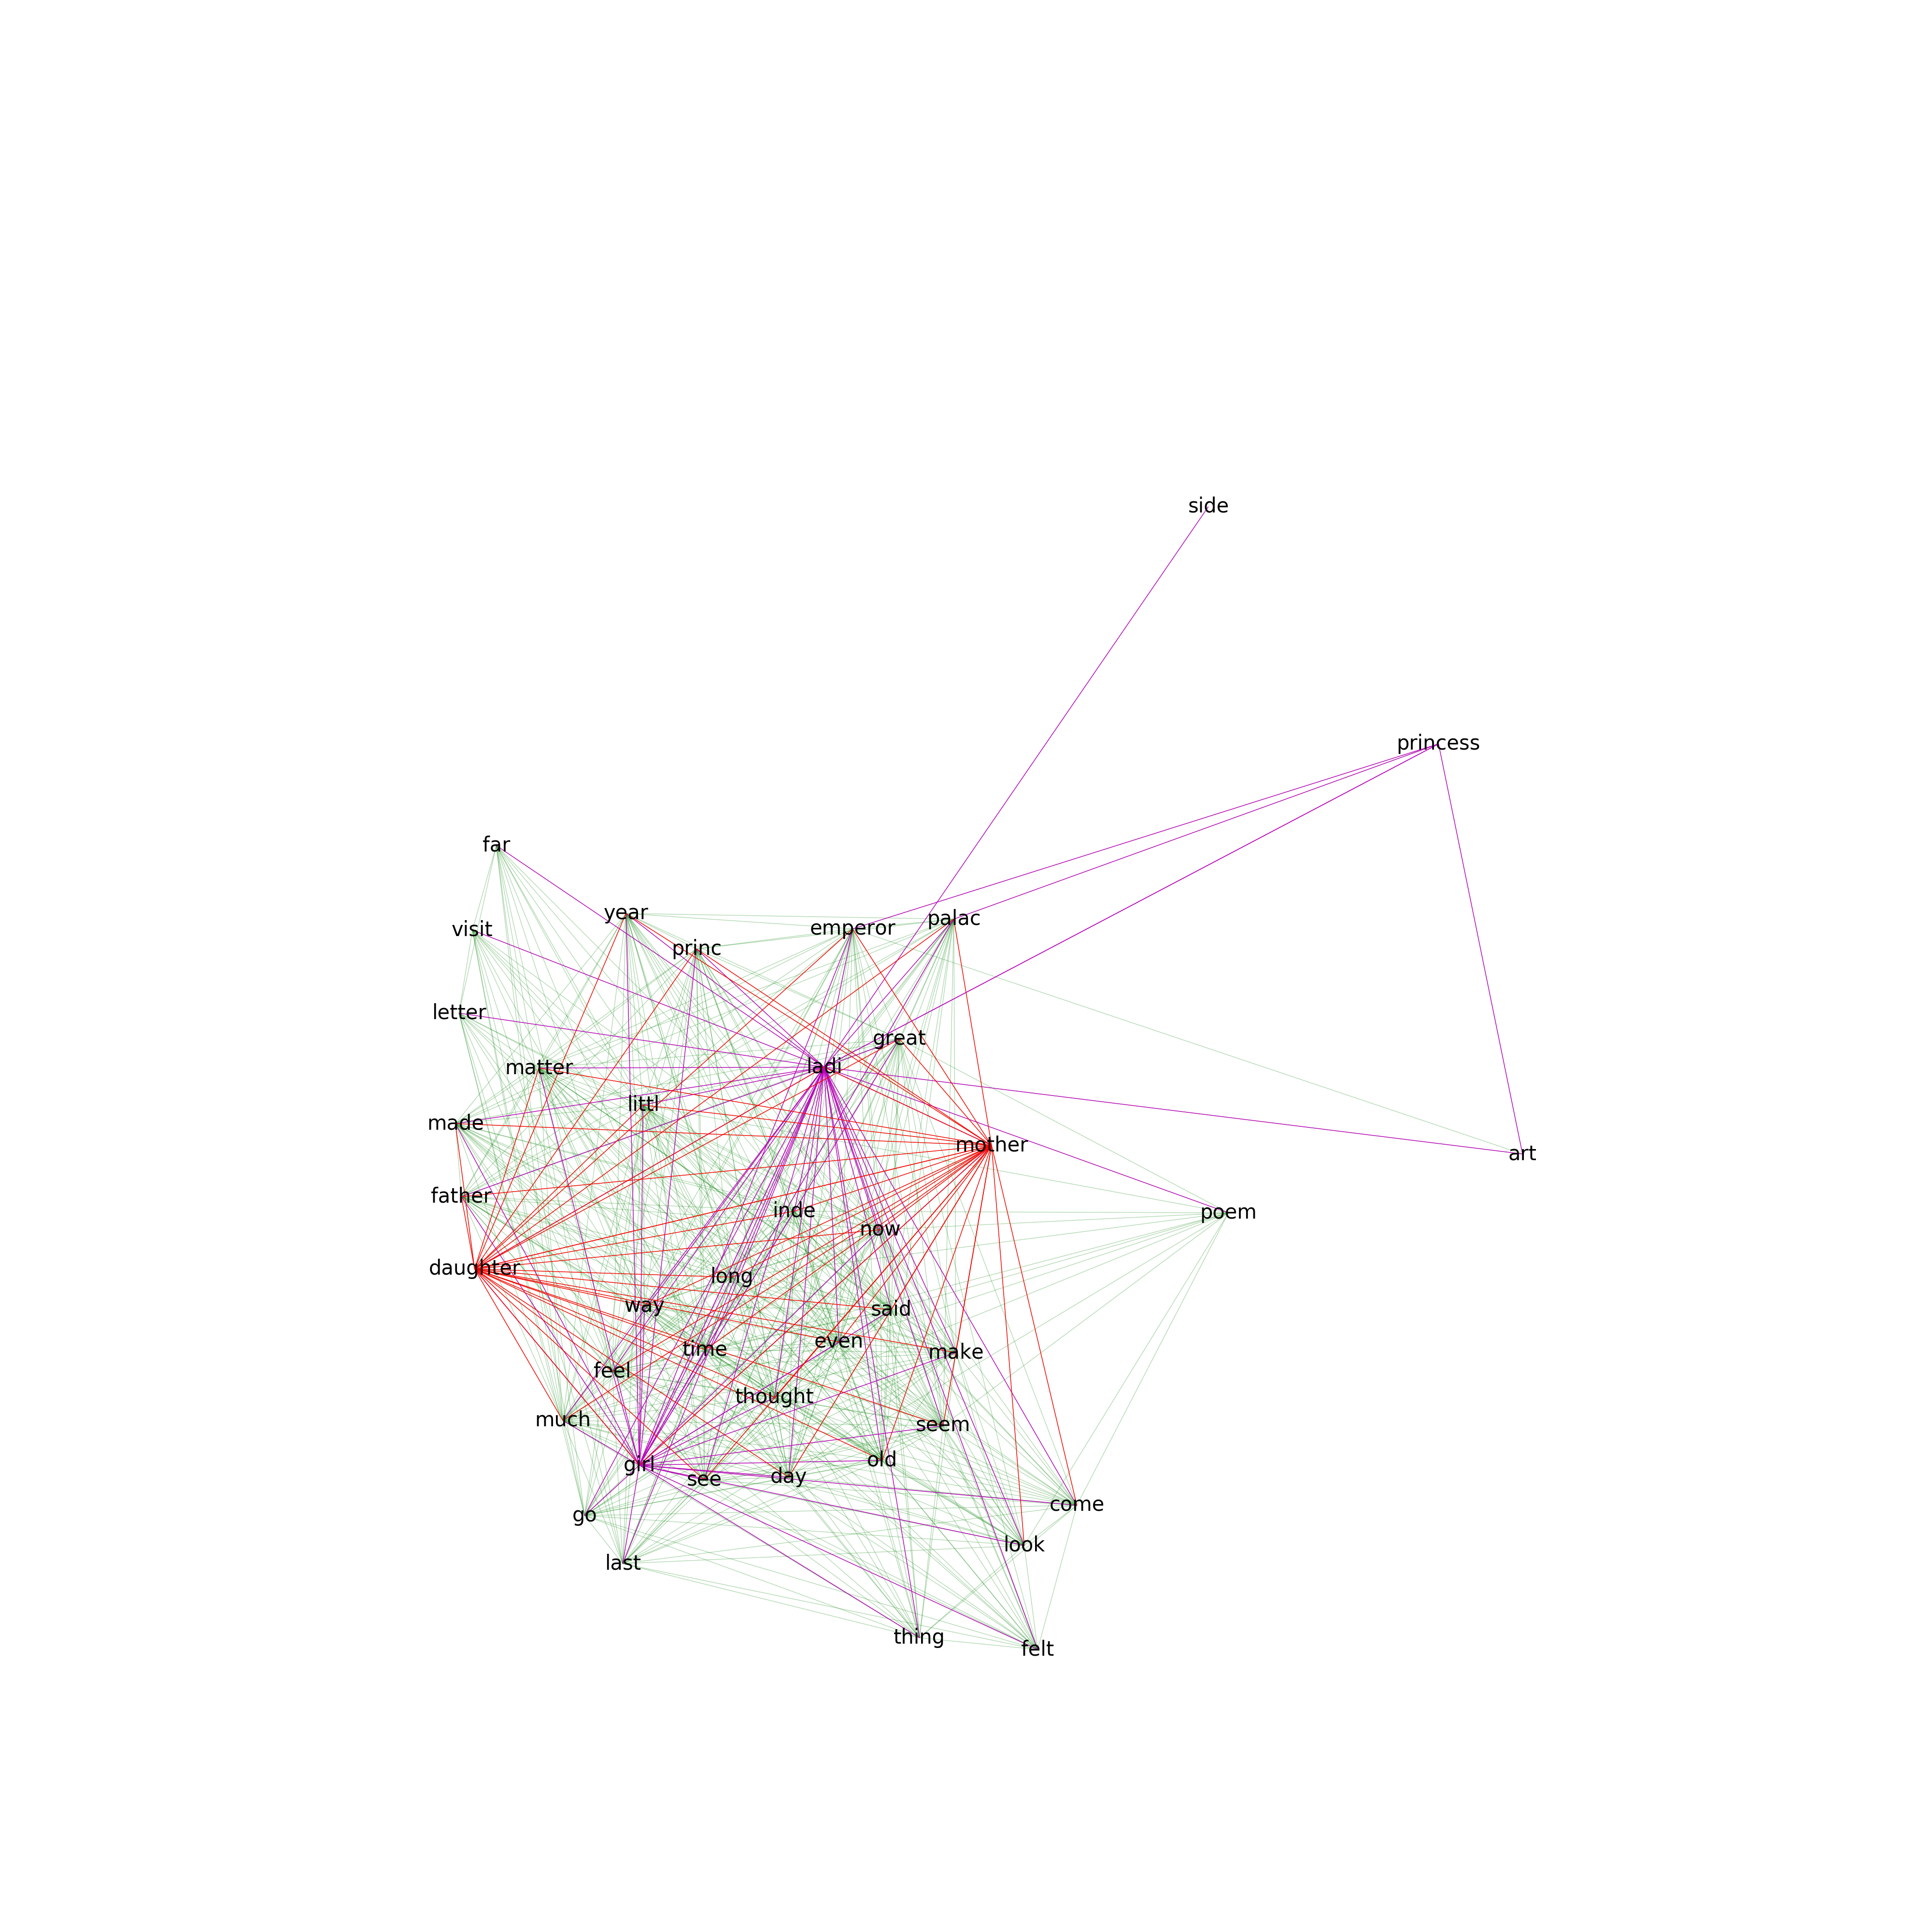 side
princess
far
year
palac
visit
emperor
princ
letter
great
matter
ladi
littl
made
mother
art
father
inde
poem
now
daughter
long
way
said
even
time
make
feel
thought
much
seem
old
girl
see
day
come
go
look
last
thing
felt